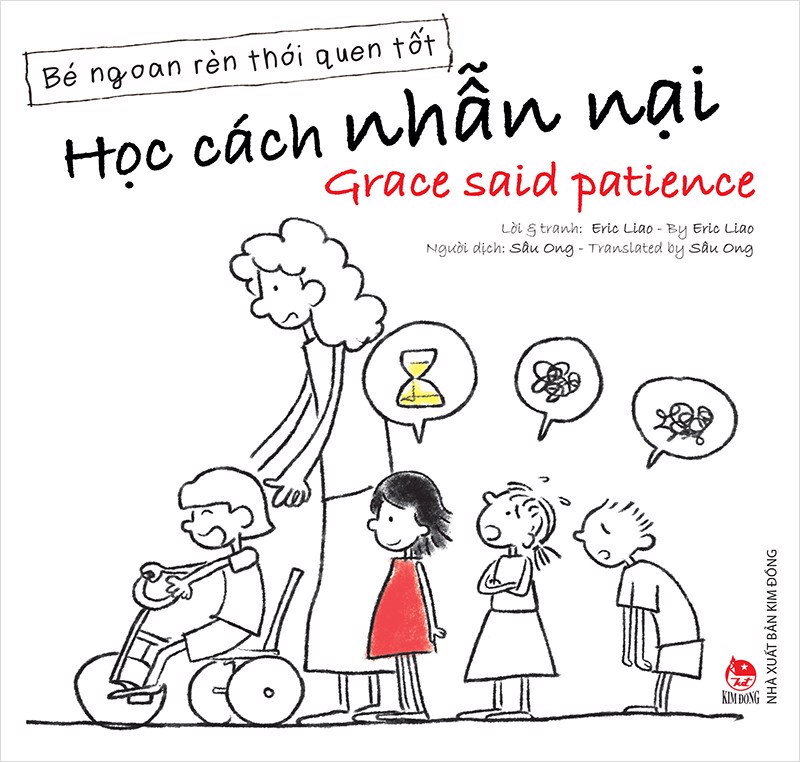 Bé ngoan rèn thói quen tốt
Học cách nhẫn nại
Grace said patience
Lời & tranh: Eric Liao - By Eric Liao
Người dịch: Sâu Ong - Translated by Sâu Ong
NHÀ XUẤT BẢN KIM ĐỒNG
KIM ĐỒNG